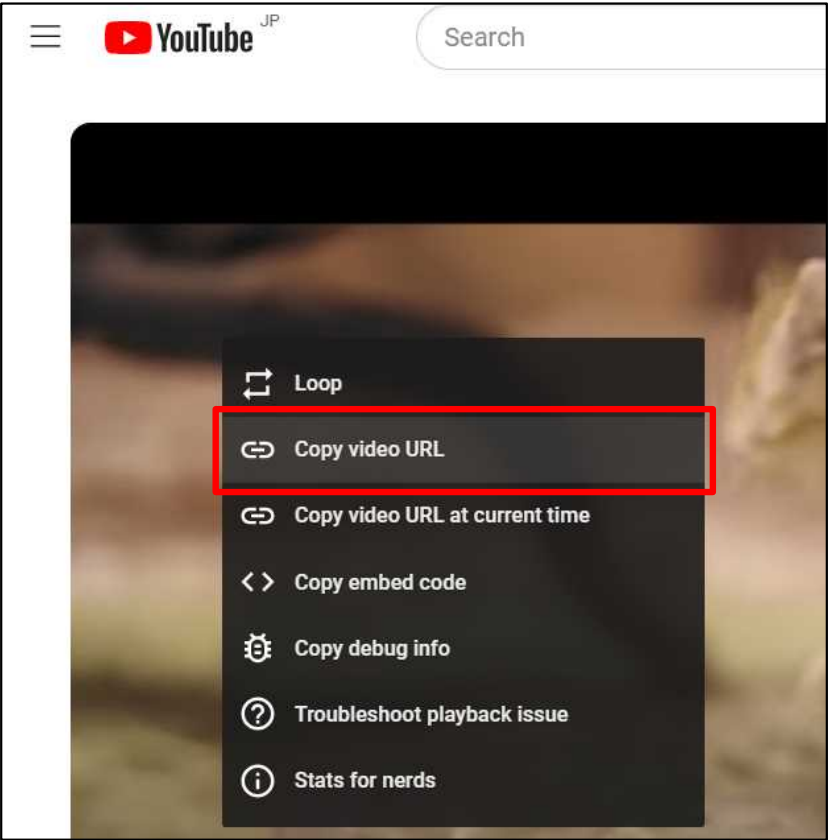 YouTube JP
Search
Loop
Copy video URL
Copy video URL at current time
Copy embed code
Copy debug info
Troubleshoot playback issue
Stats for nerds